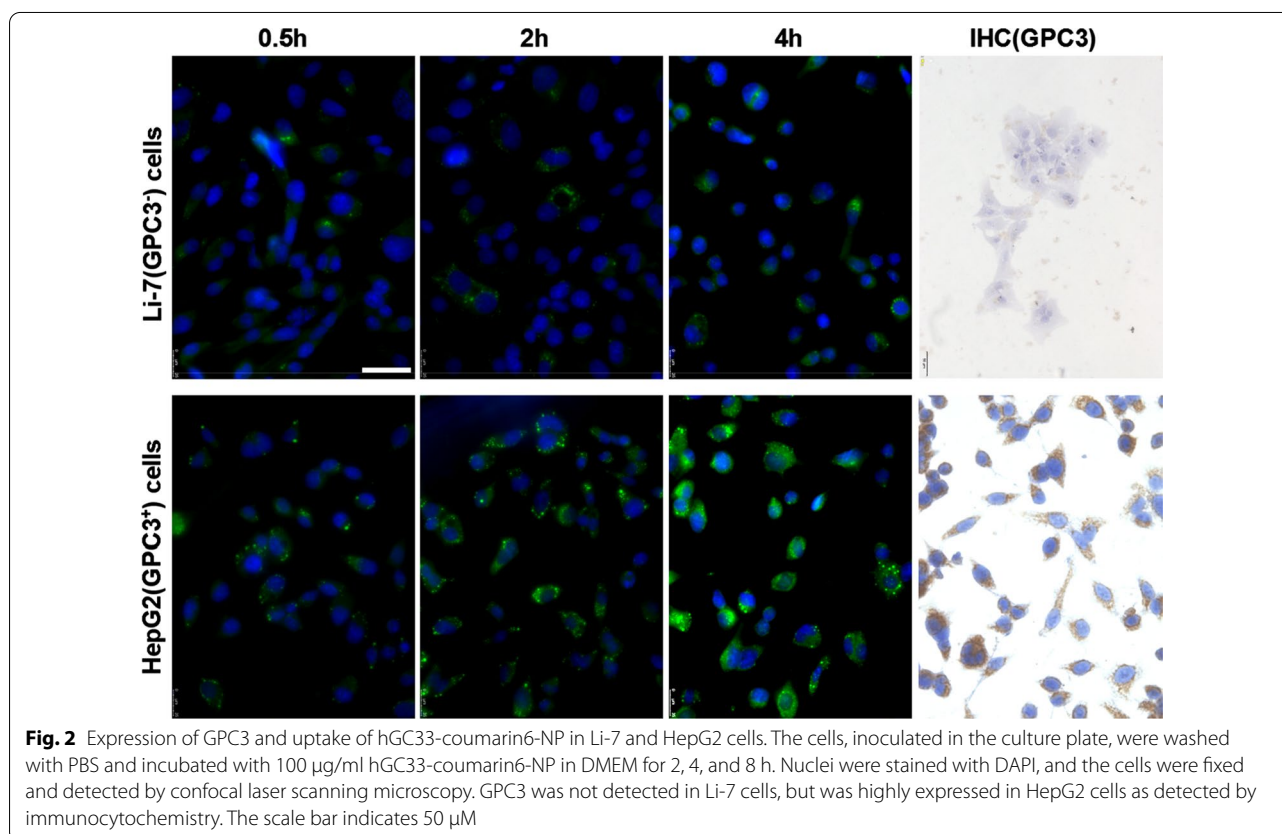 0.5h 2h 4h IHC(GPC3)
Li-7(GPC3⁻) cells
HepG2(GPC3⁺) cells
Fig. 2 Expression of GPC3 and uptake of hGC33-coumarin6-NP in Li-7 and HepG2 cells. The cells, inoculated in the culture plate, were washed
with PBS and incubated with 100 µg/ml hGC33-coumarin6-NP in DMEM for 2, 4, and 8 h. Nuclei were stained with DAPI, and the cells were fixed
and detected by confocal laser scanning microscopy. GPC3 was not detected in Li-7 cells, but was highly expressed in HepG2 cells as detected by
immunocytochemistry. The scale bar indicates 50 µM